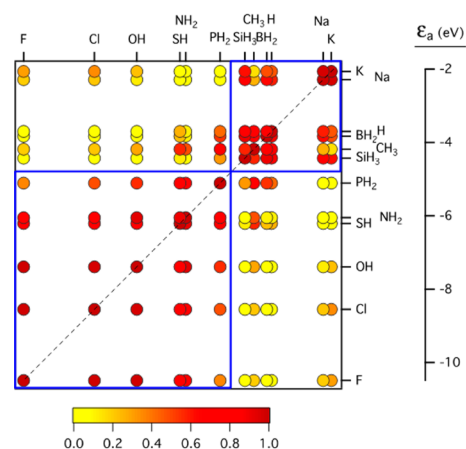 NH2 CH3 H Na
F Cl OH SH PH2 SiH3 BH2 K
εa (eV)
K Na
-2
BH2 H
CH3
SiH3
-4
PH2
NH2
SH
-6
OH
-8
Cl
-10
F
0.0 0.2 0.4 0.6 0.8 1.0